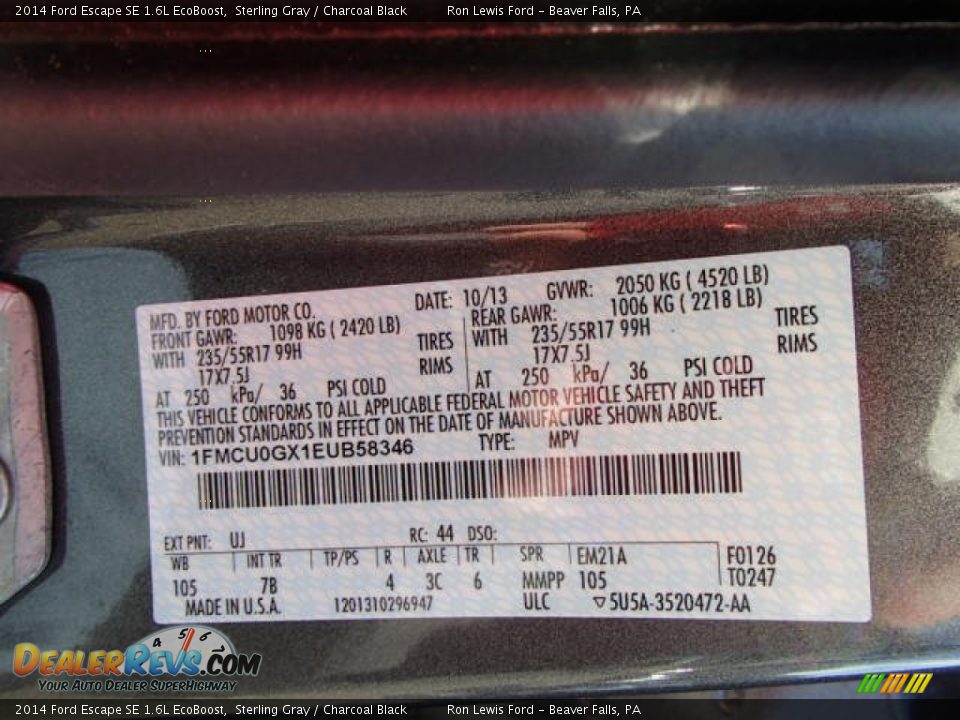 2014 Ford Escape SE 1.6L EcoBoost, Sterling Gray / Charcoal Black Ron Lewis Ford - Beaver Falls, PA
MFD. BY FORD MOTOR CO. DATE: 10/13 GVWR: 2050 KG ( 4520 LB)
FRONT GAWR: 1098 KG ( 2420 LB) REAR GAWR: 1006 KG ( 2218 LB)
WITH 235/55R17 99H TIRES WITH 235/55R17 99H TIRES
17X7.5J RIMS 17X7.5J RIMS
AT 250 kPa/ 36 PSI COLD AT 250 kPa/ 36 PSI COLD
THIS VEHICLE CONFORMS TO ALL APPLICABLE FEDERAL MOTOR VEHICLE SAFETY AND THEFT
PREVENTION STANDARDS IN EFFECT ON THE DATE OF MANUFACTURE SHOWN ABOVE.
VIN: 1FMCU0GX1EUB58346 TYPE: MPV
EXT PNT: UJ RC: 44 DSO:
WB INT TR TP/PS R AXLE TR SPR EM21A F0126
105 7B 4 3C 6 MMPP 105 T0247
MADE IN U.S.A. 1201310296947 ULC ▽5U5A-3520472-AA
4 5 6
DEALERREVS.COM
YOUR AUTO DEALER SUPERHIGHWAY
2014 Ford Escape SE 1.6L EcoBoost, Sterling Gray / Charcoal Black Ron Lewis Ford - Beaver Falls, PA